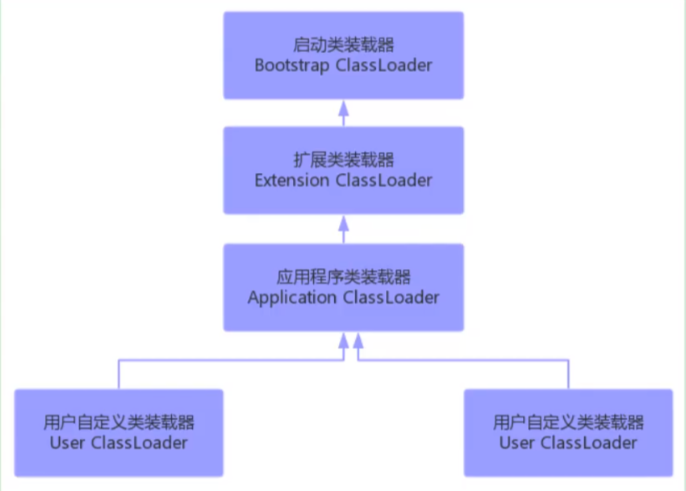 启动类装载器
Bootstrap ClassLoader
扩展类装载器
Extension ClassLoader
应用程序类装载器
Application ClassLoader
用户自定义类装载器
User ClassLoader
用户自定义类装载器
User ClassLoader